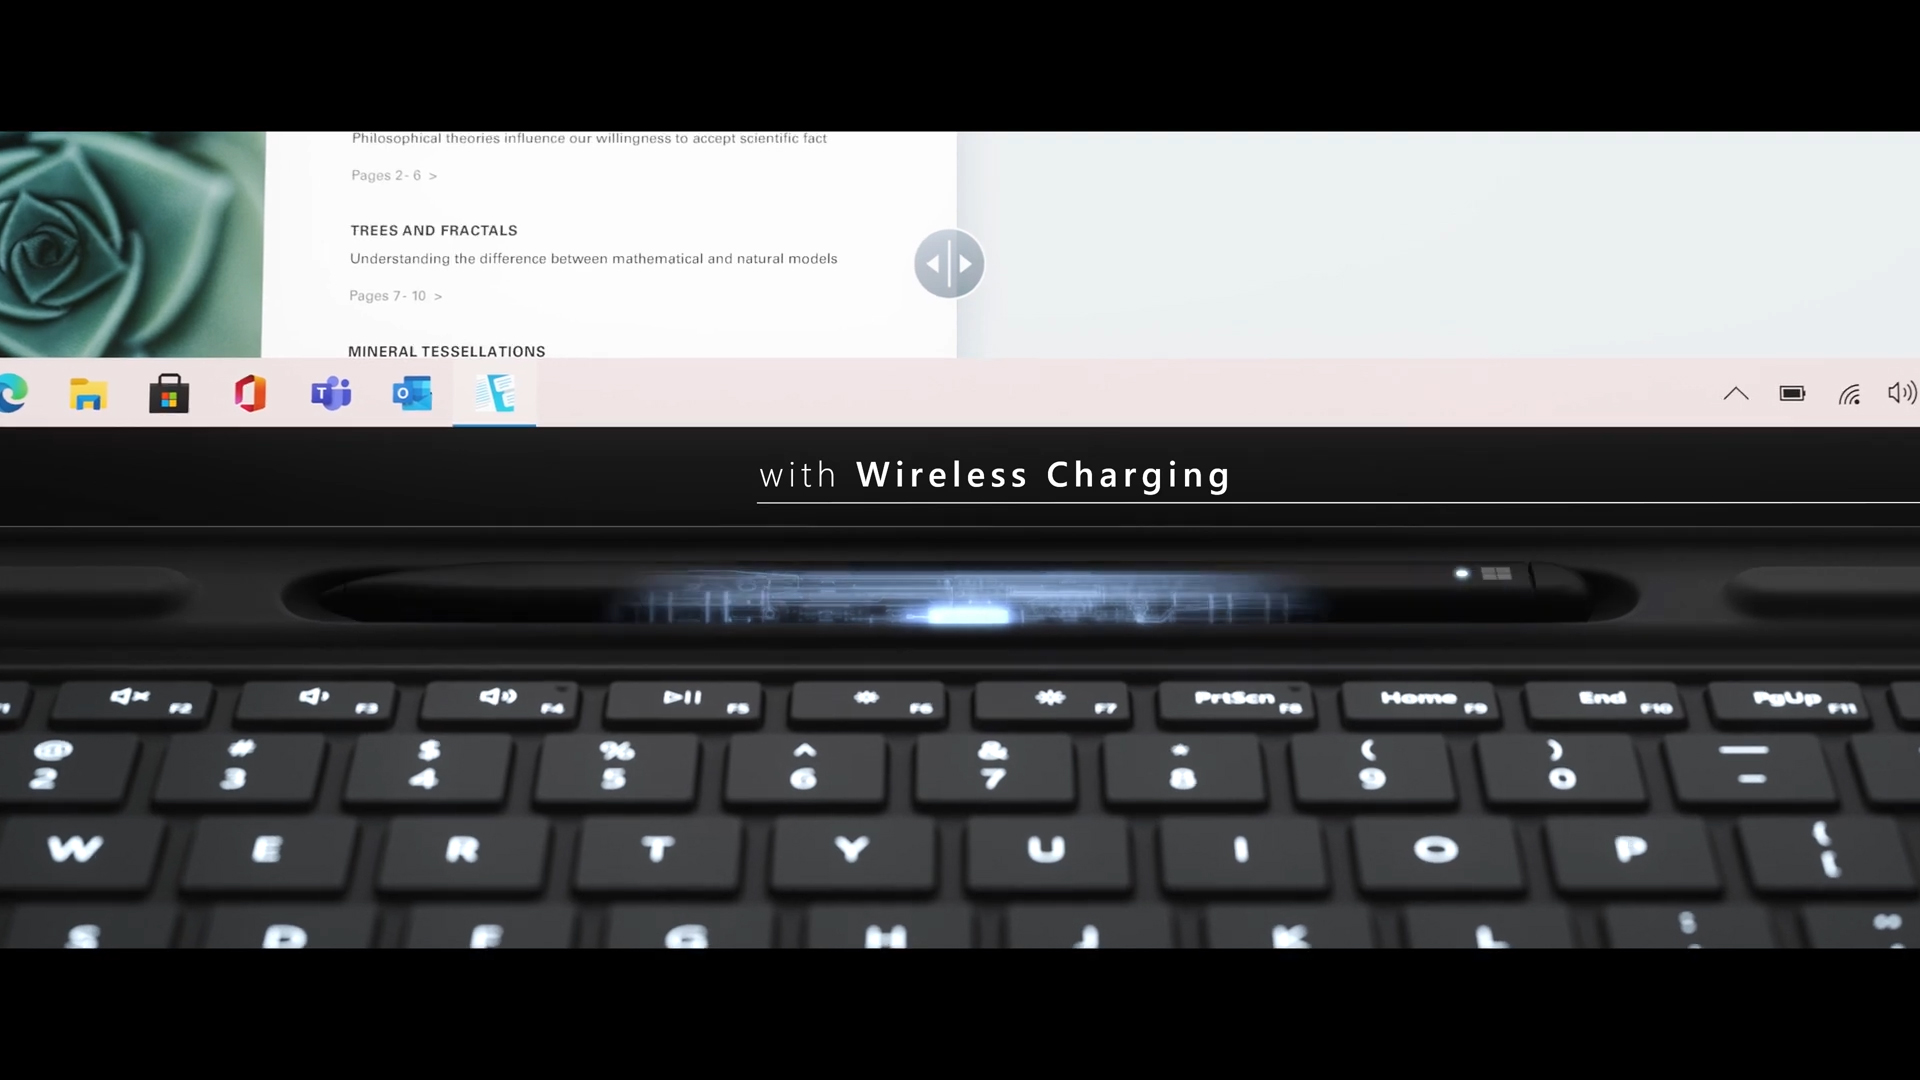 Philosophical theories influence our willingness to accept scientific fact
Pages 2 - 6 >
TREES AND FRACTALS
Understanding the difference between mathematical and natural models
Pages 7 - 10 >
MINERAL TESSELLATIONS
with Wireless Charging
F2 F3 F4 F5 F6 F7 PrtScn F8 Home F9 End F10 PgUp F11
@ # $ % ^ & * ( ) —
2 3 4 5 6 7 8 9 0 -
W E R T Y U I O P {
[
S D F G H J K L